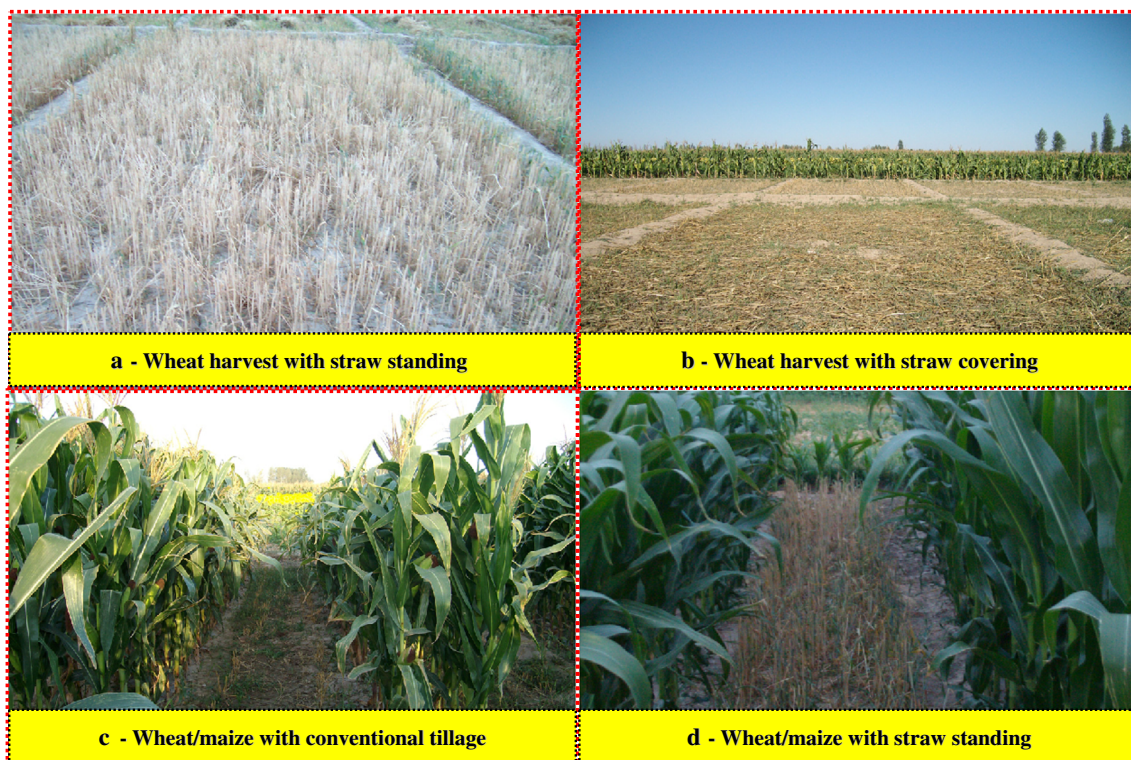 a - Wheat harvest with straw standing
b - Wheat harvest with straw covering
c - Wheat/maize with conventional tillage
d - Wheat/maize with straw standing